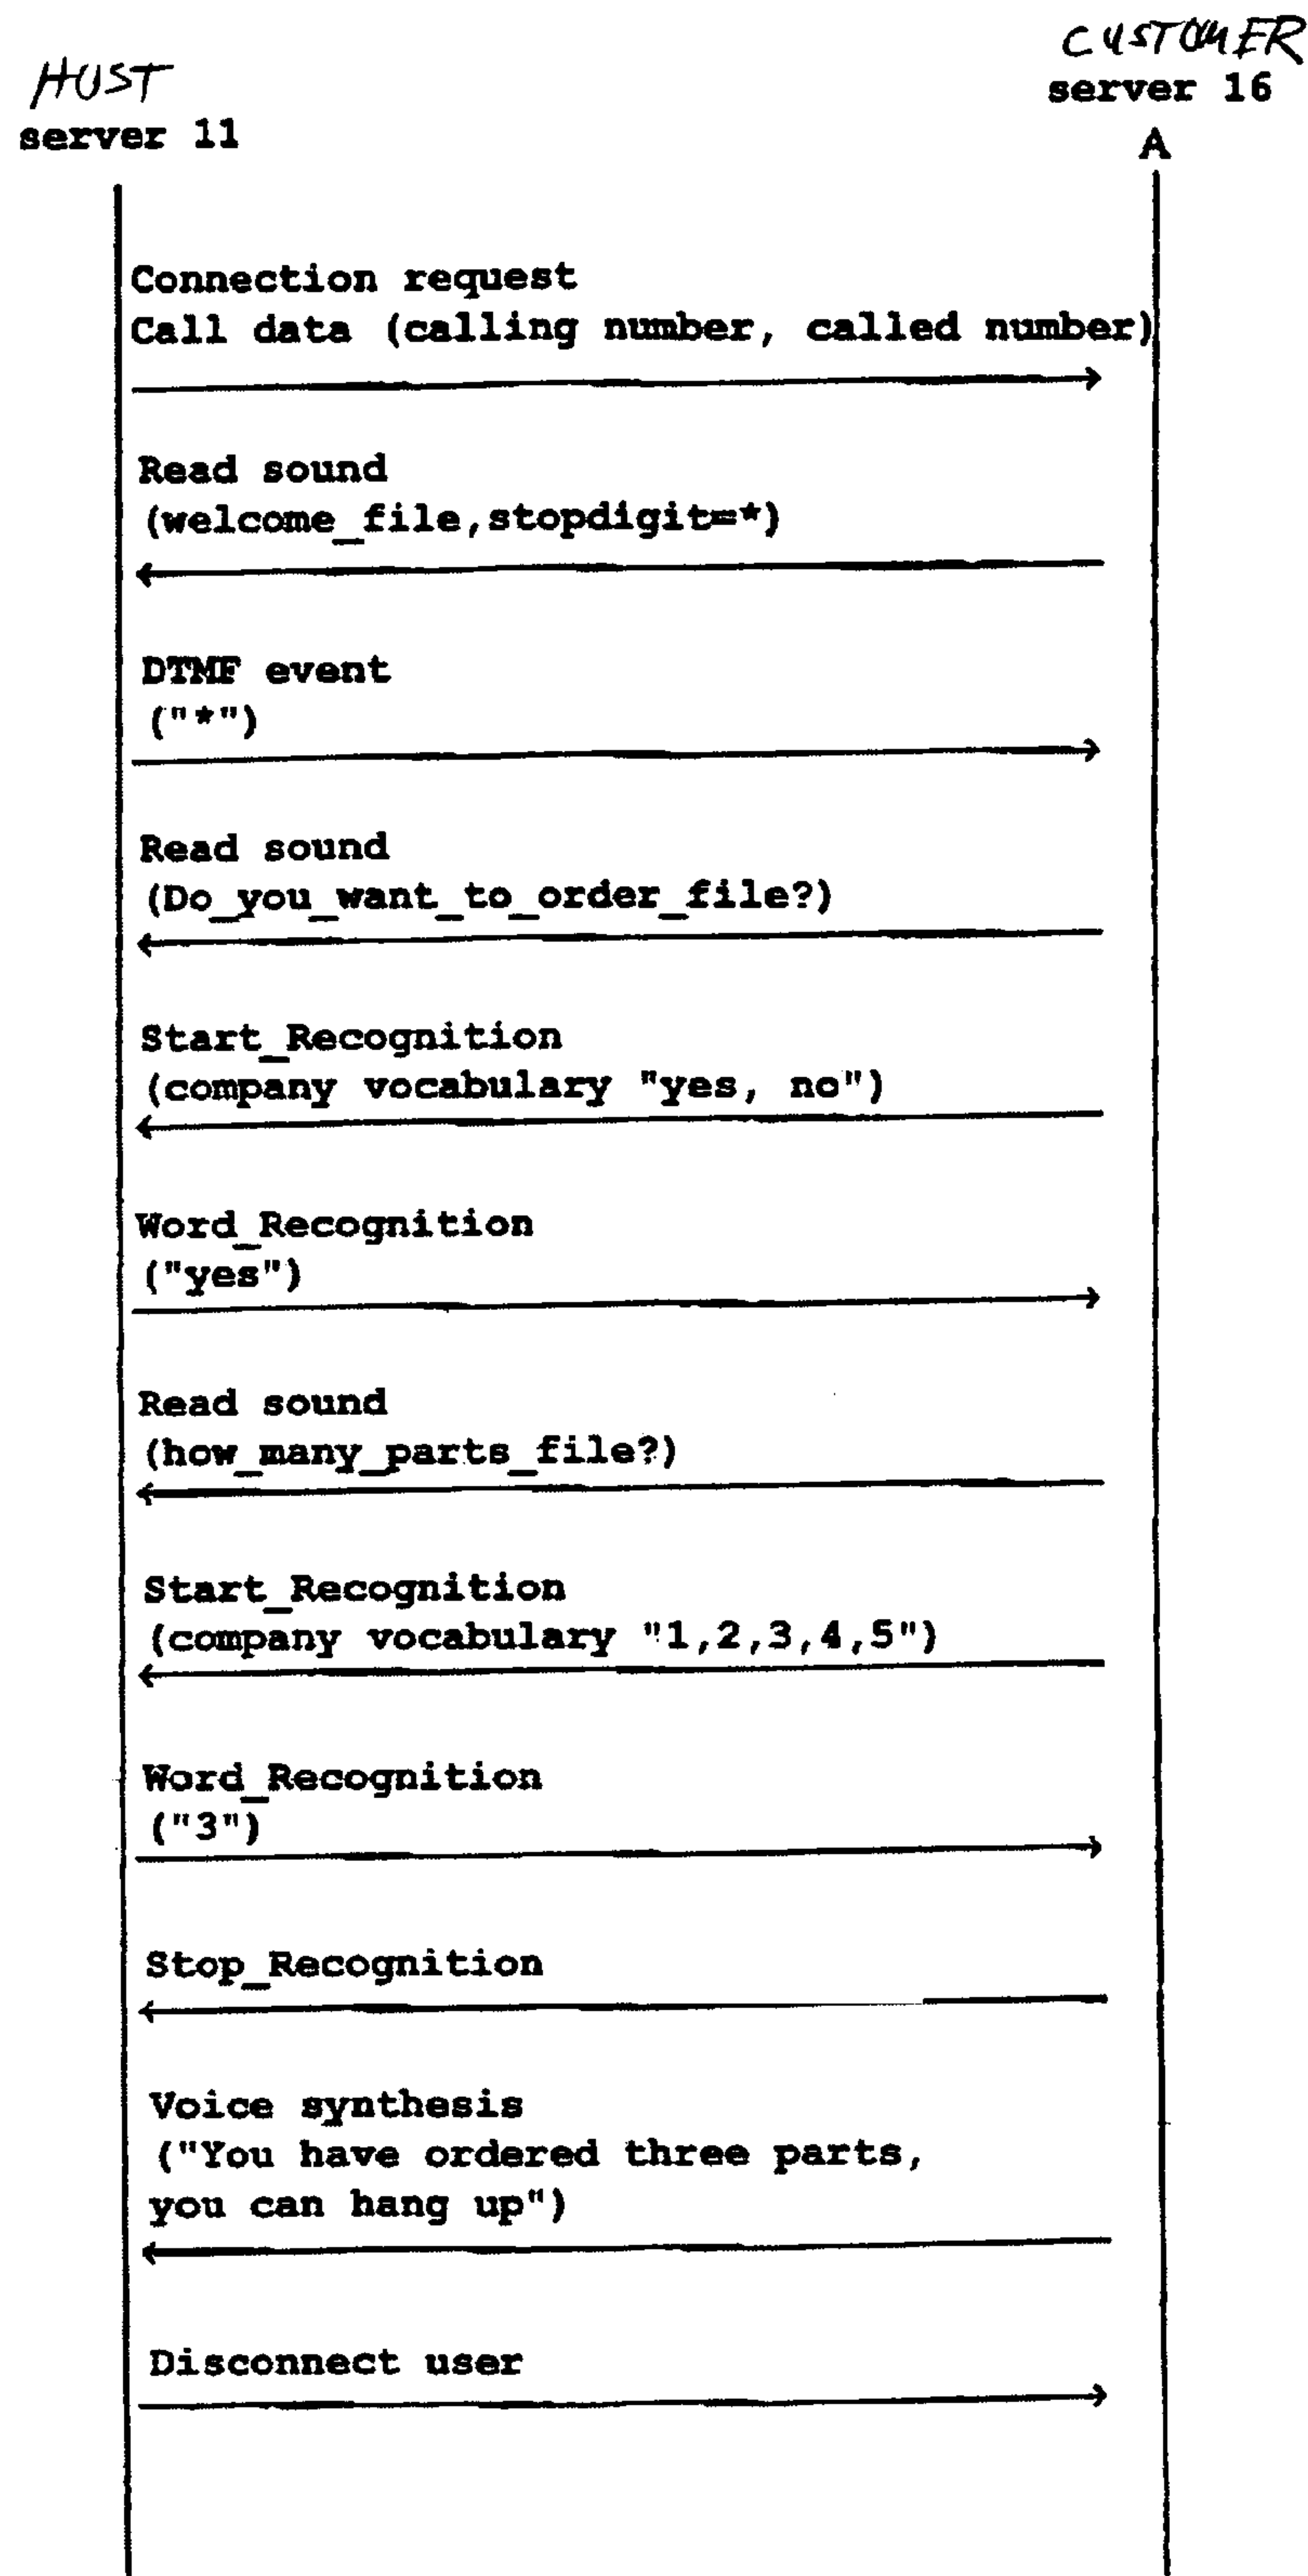 HOST
server 11
CUSTOMER
server 16
A
Connection request
Call data (calling number, called number)
Read sound
(welcome_file,stopdigit=*)
DTMF event
("*")
Read sound
(Do_you_want_to_order_file?)
Start_Recognition
(company vocabulary "yes, no")
Word_Recognition
("yes")
Read sound
(how_many_parts_file?)
Start_Recognition
(company vocabulary "1,2,3,4,5")
Word_Recognition
("3")
Stop_Recognition
Voice synthesis
("You have ordered three parts,
you can hang up")
Disconnect user